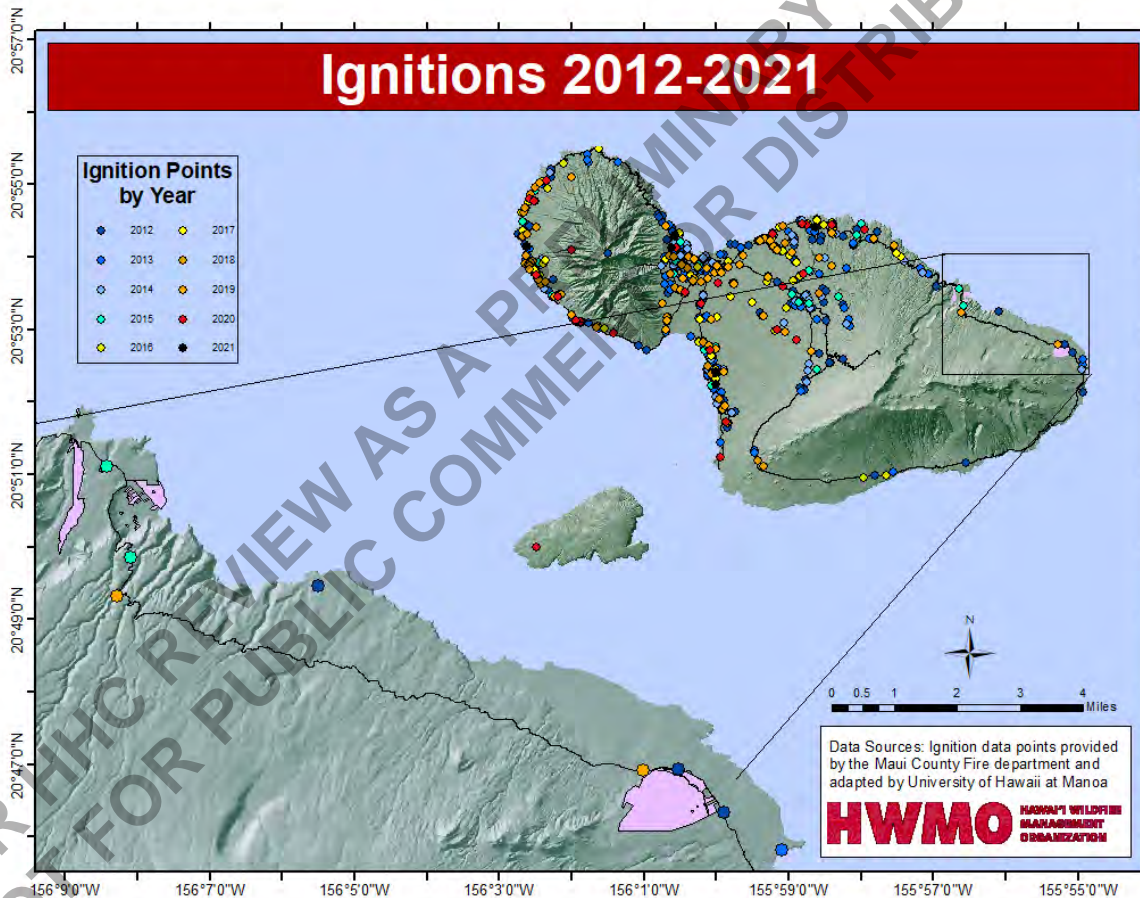 Ignitions 2012-2021
Ignition Points
by Year
2012 2017
2013 2018
2014 2019
2015 2020
2016 2021
20°57'0"N
20°55'0"N
20°53'0"N
20°51'0"N
20°49'0"N
20°47'0"N
N
0 0.5 1 2 3 4
Miles
Data Sources: Ignition data points provided
by the Maui County Fire department and
adapted by University of Hawaii at Manoa
HWMO
HAWAI'I WILDFIRE
MANAGEMENT
ORGANIZATION
156°9'0"W 156°7'0"W 156°5'0"W 156°3'0"W 156°1'0"W 155°59'0"W 155°57'0"W 155°55'0"W
HHC REVIEW AS A PRELIMINARY
FOR PUBLIC COMMENT OR DISTRIB